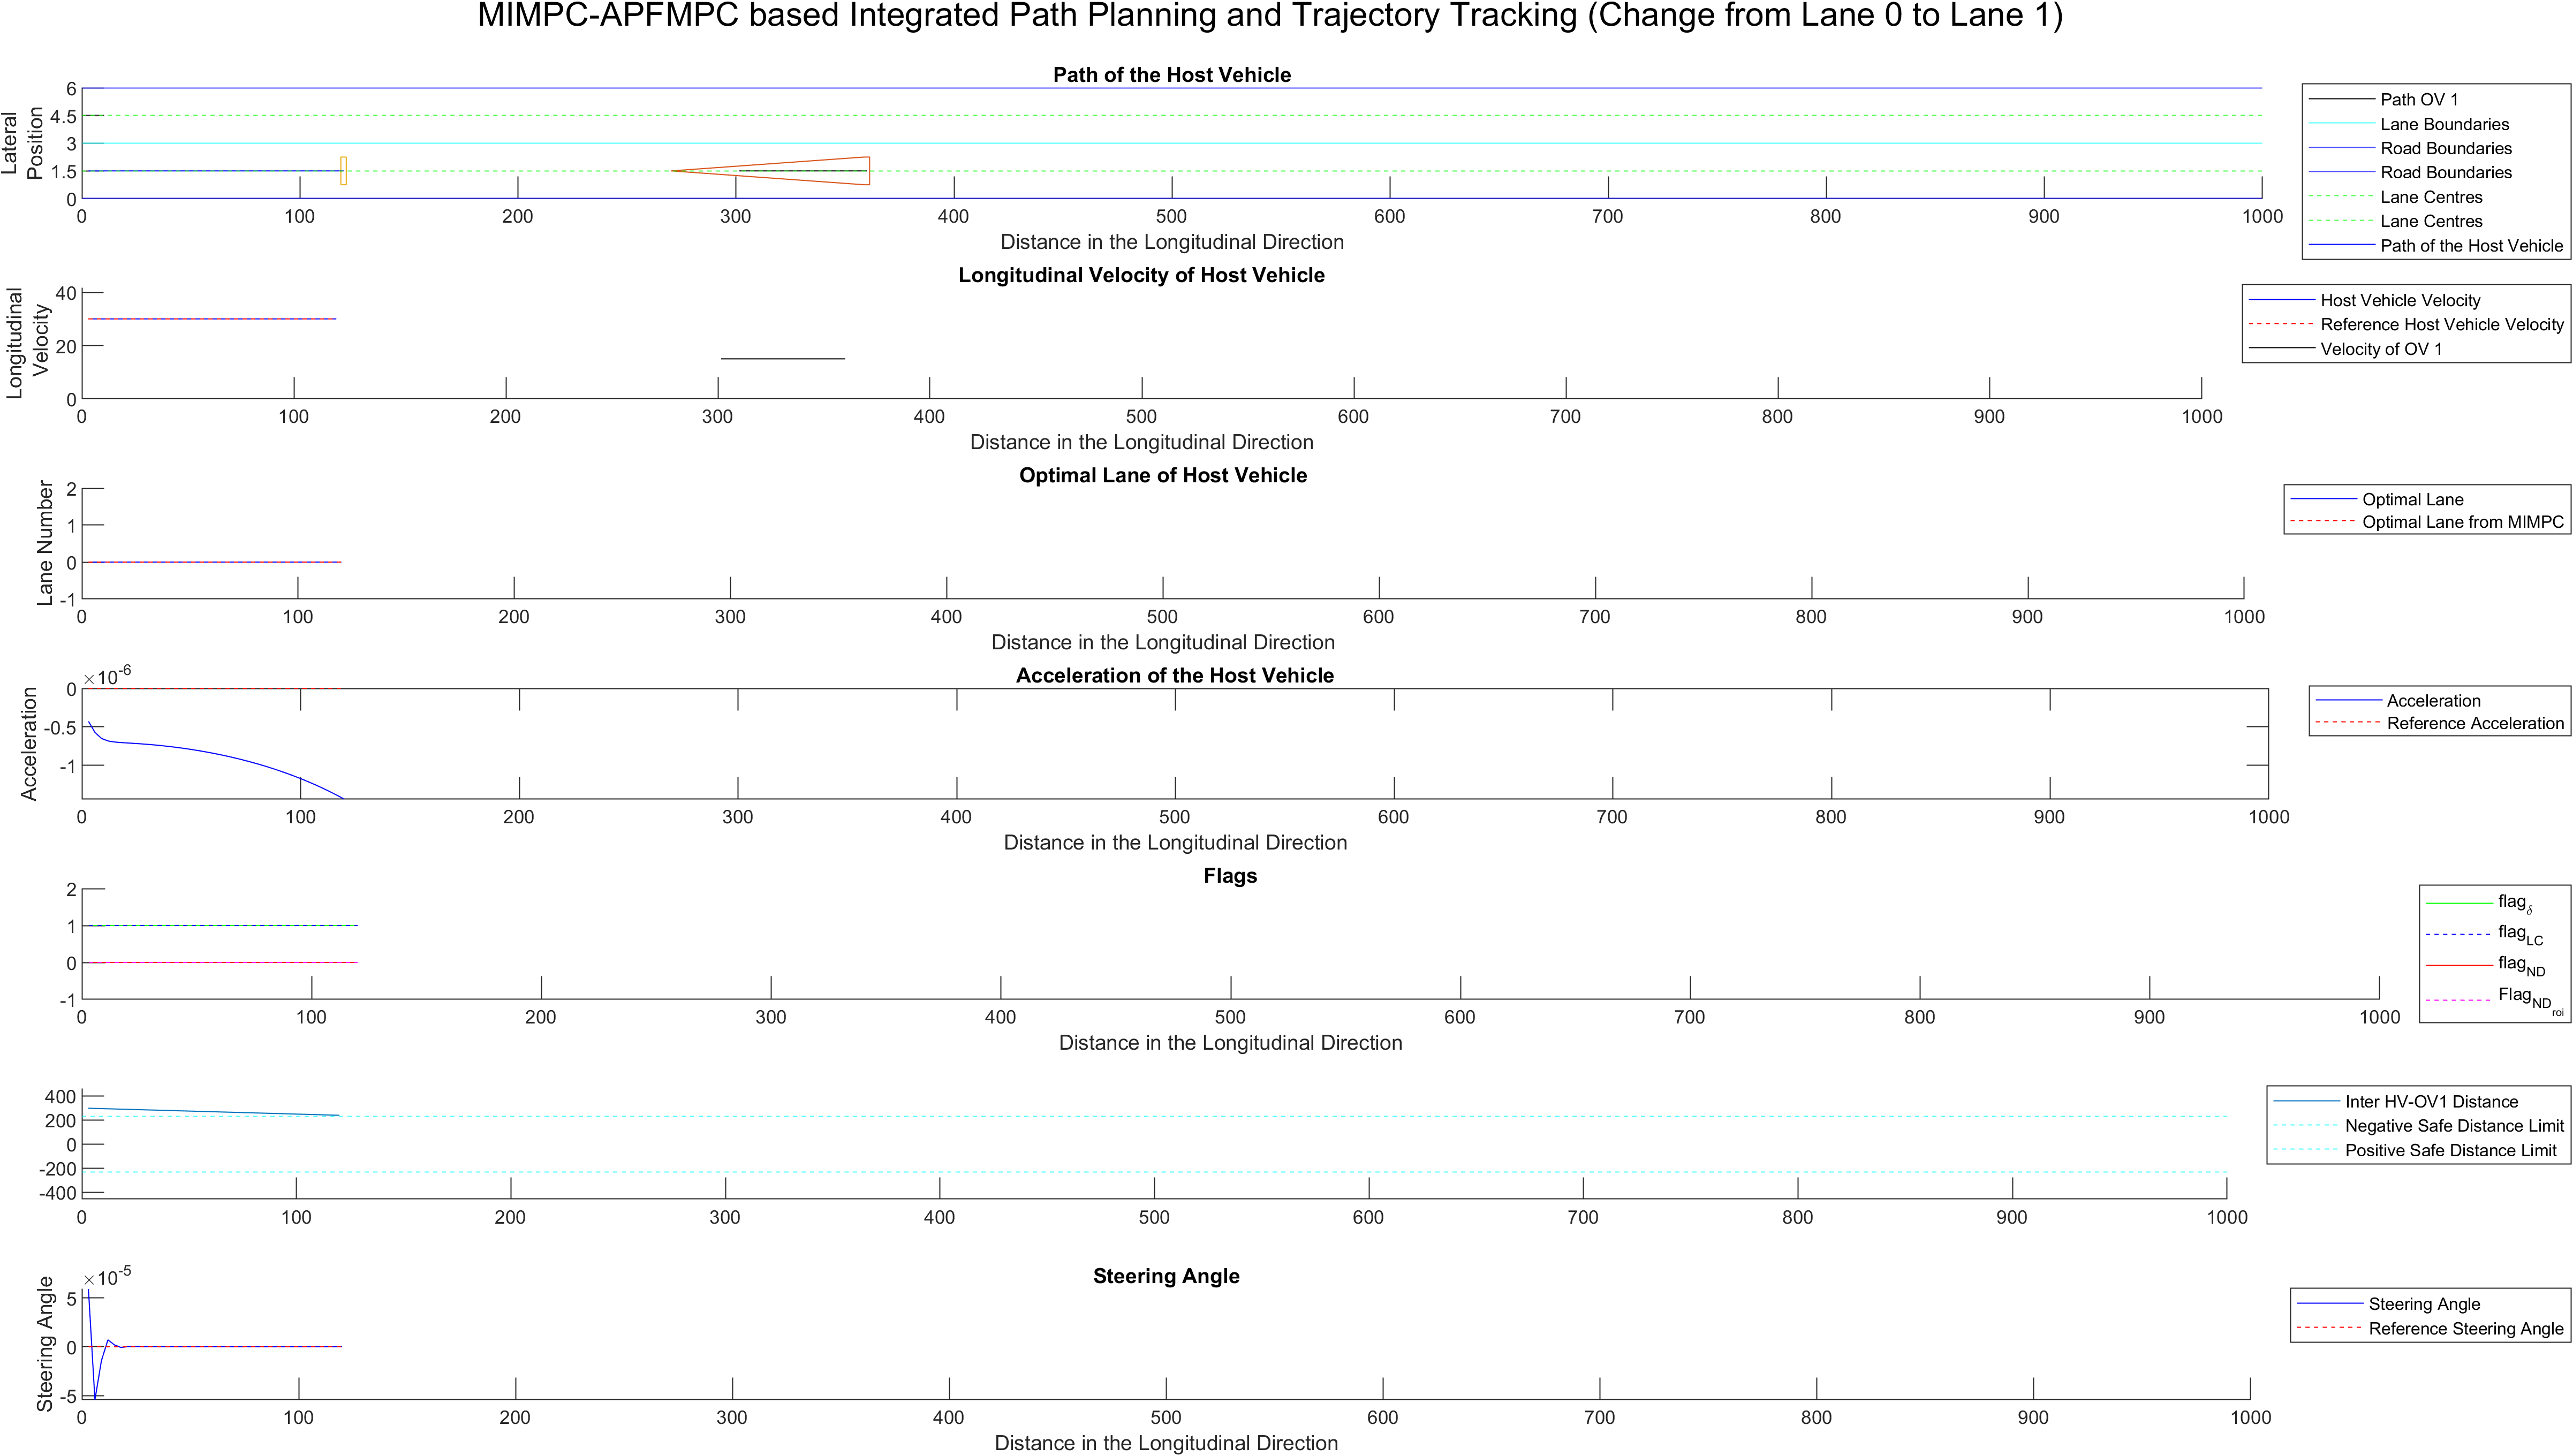 MIMPC-APFMPC based Integrated Path Planning and Trajectory Tracking (Change from Lane 0 to Lane 1)
Path of the Host Vehicle
Lateral
Position
6
4.5
3
1.5
0
0 100 200 300 400 500 600 700 800 900 1000
Distance in the Longitudinal Direction
Path OV 1
Lane Boundaries
Road Boundaries
Road Boundaries
Lane Centres
Lane Centres
Path of the Host Vehicle
Longitudinal Velocity of Host Vehicle
Longitudinal
Velocity
40
20
0
0 100 200 300 400 500 600 700 800 900 1000
Distance in the Longitudinal Direction
Host Vehicle Velocity
Reference Host Vehicle Velocity
Velocity of OV 1
Optimal Lane of Host Vehicle
Lane Number
2
1
0
-1
0 100 200 300 400 500 600 700 800 900 1000
Distance in the Longitudinal Direction
Optimal Lane
Optimal Lane from MIMPC
Acceleration of the Host Vehicle
×10-6
Acceleration
0
-0.5
-1
0 100 200 300 400 500 600 700 800 900 1000
Distance in the Longitudinal Direction
Acceleration
Reference Acceleration
Flags
2
1
0
-1
0 100 200 300 400 500 600 700 800 900 1000
Distance in the Longitudinal Direction
flagδ
flagLC
flagND
FlagNDroi
400
200
0
-200
-400
0 100 200 300 400 500 600 700 800 900 1000
Inter HV-OV1 Distance
Negative Safe Distance Limit
Positive Safe Distance Limit
Steering Angle
×10-5
Steering Angle
5
0
-5
0 100 200 300 400 500 600 700 800 900 1000
Distance in the Longitudinal Direction
Steering Angle
Reference Steering Angle